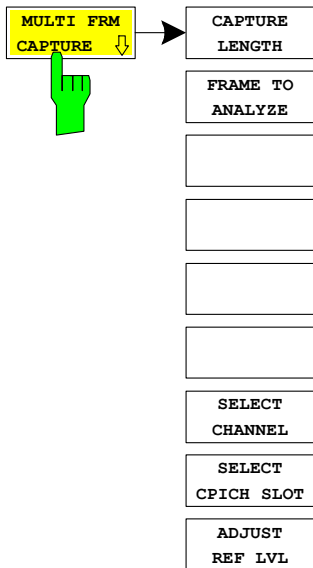 MULTI FRM
CAPTURE
CAPTURE
LENGTH
FRAME TO
ANALYZE
SELECT
CHANNEL
SELECT
CPICH SLOT
ADJUST
REF LVL